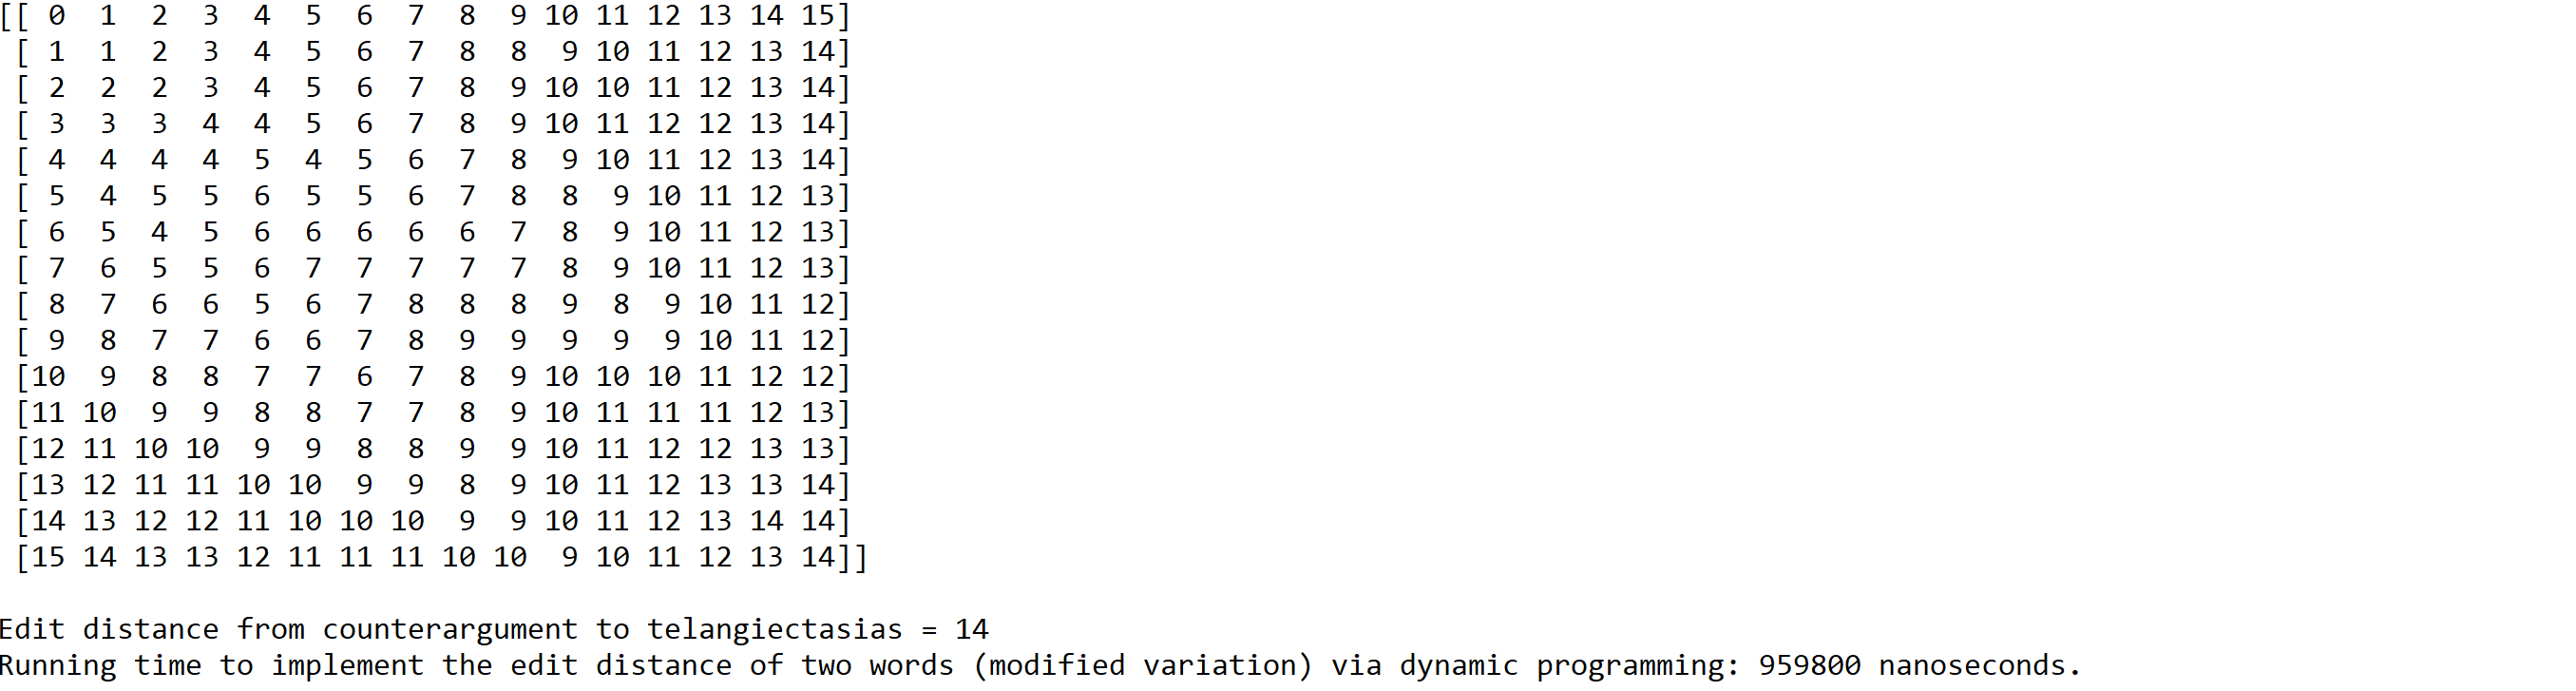 [[ 0  1  2  3  4  5  6  7  8  9 10 11 12 13 14 15]
 [ 1  1  2  3  4  5  6  7  8  8  9 10 11 12 13 14]
 [ 2  2  2  3  4  5  6  7  8  9 10 10 11 12 13 14]
 [ 3  3  3  4  4  5  6  7  8  9 10 11 12 12 13 14]
 [ 4  4  4  4  5  4  5  6  7  8  9 10 11 12 13 14]
 [ 5  4  5  5  6  5  5  6  7  8  8  9 10 11 12 13]
 [ 6  5  4  5  6  6  6  6  6  7  8  9 10 11 12 13]
 [ 7  6  5  5  6  7  7  7  7  7  8  9 10 11 12 13]
 [ 8  7  6  6  5  6  7  8  8  8  9  8  9 10 11 12]
 [ 9  8  7  7  6  6  7  8  9  9  9  9  9 10 11 12]
 [10  9  8  8  7  7  6  7  8  9 10 10 10 11 12 12]
 [11 10  9  9  8  8  7  7  8  9 10 11 11 11 12 13]
 [12 11 10 10  9  9  8  8  9  9 10 11 12 12 13 13]
 [13 12 11 11 10 10  9  9  8  9 10 11 12 13 13 14]
 [14 13 12 12 11 10 10 10  9  9 10 11 12 13 14 14]
 [15 14 13 13 12 11 11 11 10 10  9 10 11 12 13 14]]
Edit distance from counterargument to telangiectasias = 14
Running time to implement the edit distance of two words (modified variation) via dynamic programming: 959800 nanoseconds.